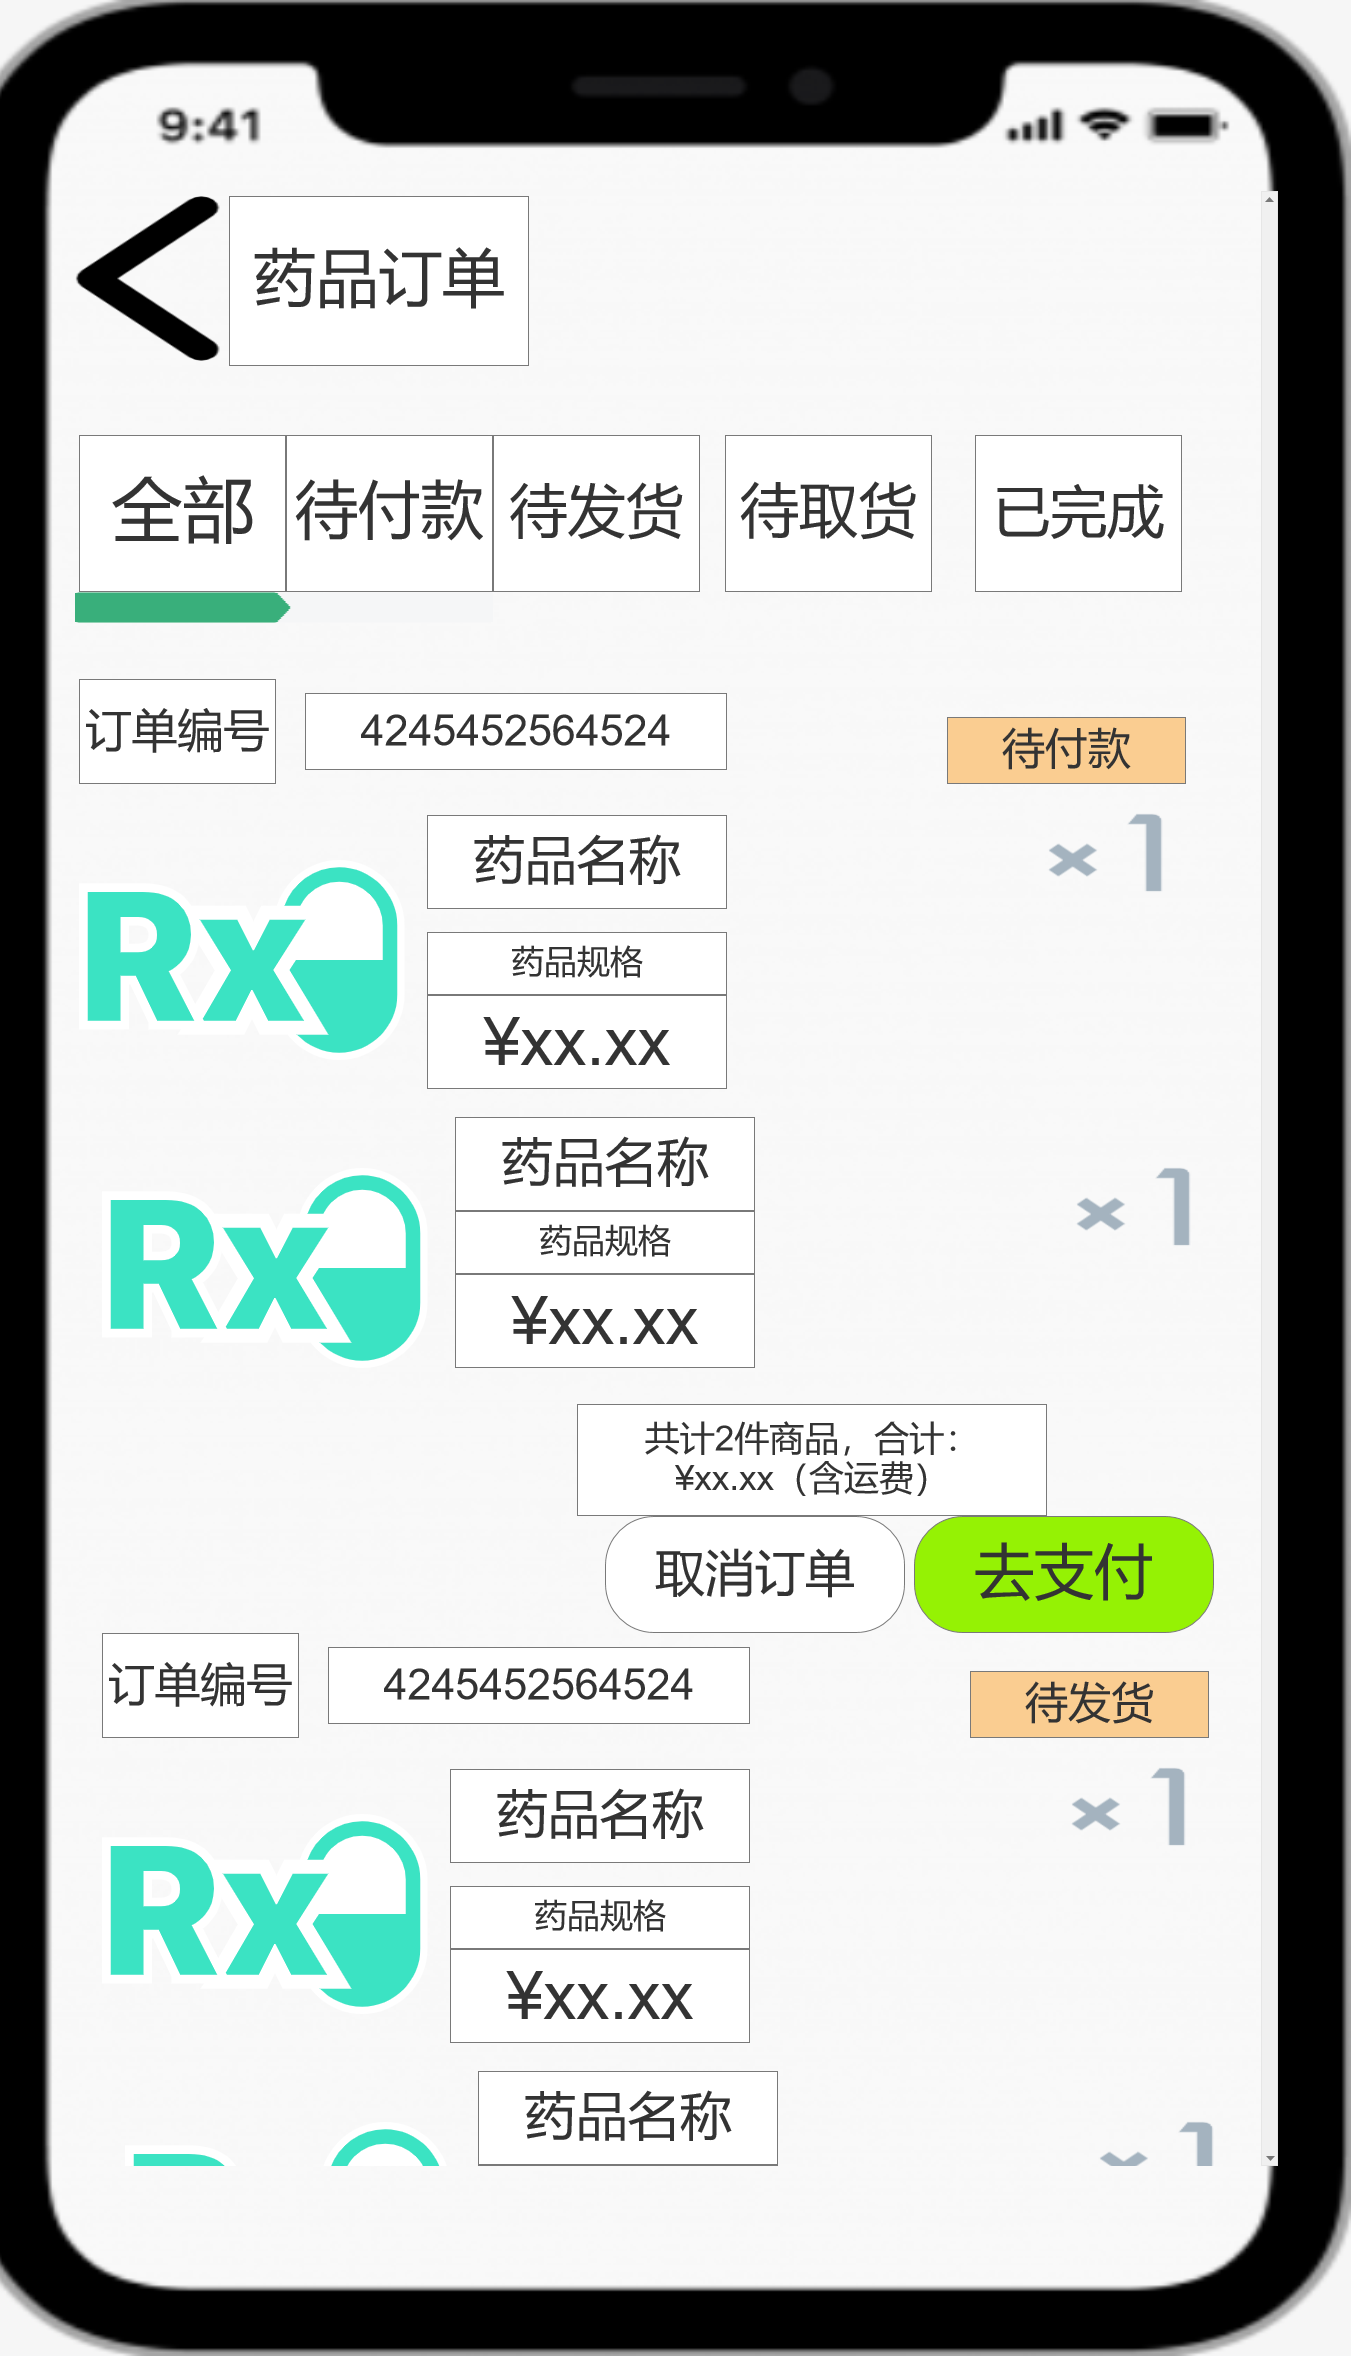 9:41
药品订单
全部 待付款 待发货 待取货 已完成
订单编号 4245452564524 待付款
药品名称 × 1
Rx
药品规格
¥xx.xx
药品名称 × 1
Rx
药品规格
¥xx.xx
共计2件商品，合计：
¥xx.xx（含运费）
取消订单 去支付
订单编号 4245452564524 待发货
药品名称 × 1
Rx
药品规格
¥xx.xx
药品名称 × 1